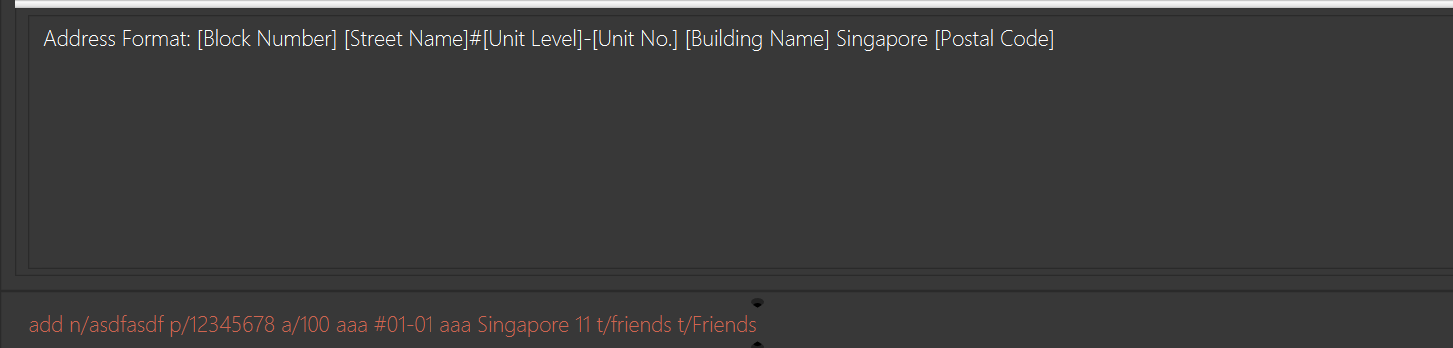 Address Format: [Block Number] [Street Name]#[Unit Level]-[Unit No.] [Building Name] Singapore [Postal Code]
add n/asdfasdf p/12345678 a/100 aaa #01-01 aaa Singapore 11 t/friends t/Friends